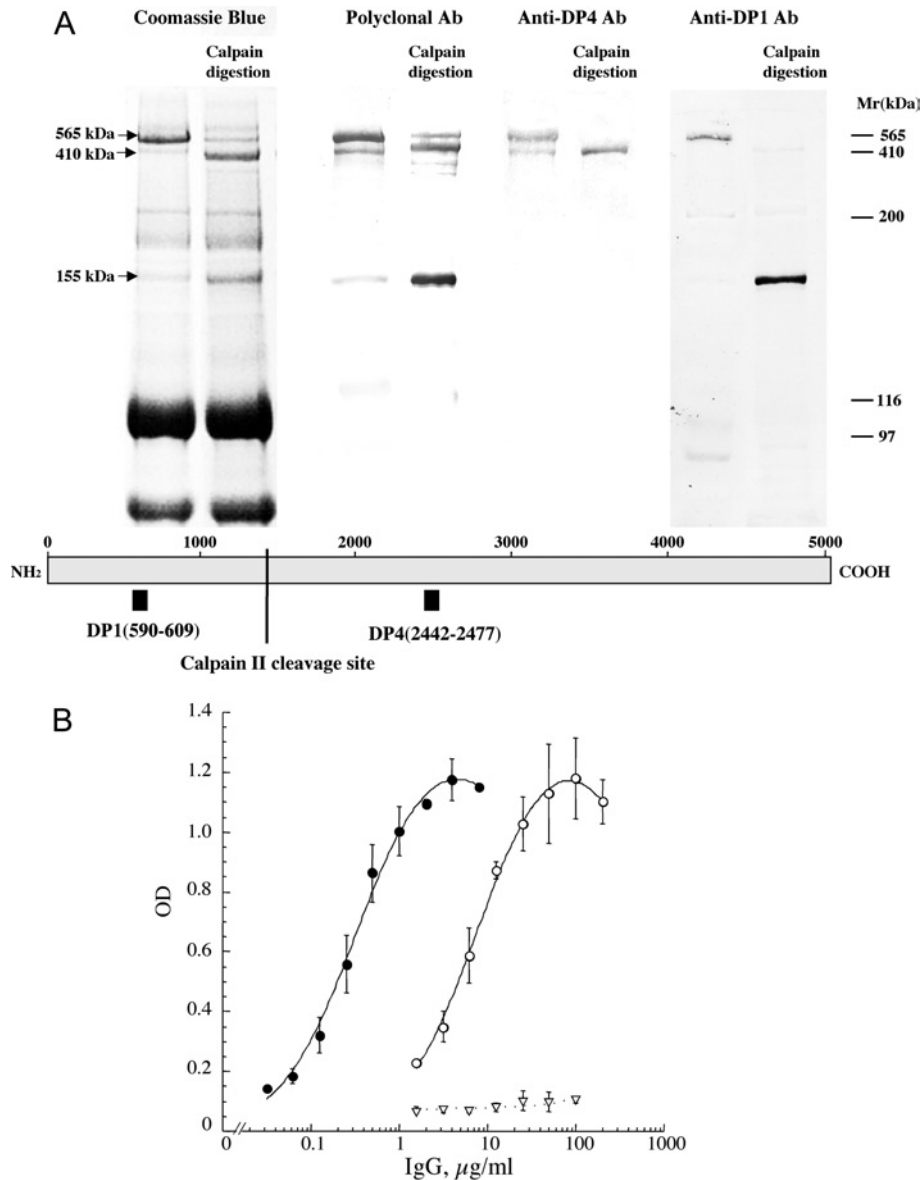 A
Coomassie Blue Polyclonal Ab Anti-DP4 Ab Anti-DP1 Ab
Calpain digestion
Calpain digestion
Calpain digestion
Calpain digestion
Mr(kDa)
565 kDa
410 kDa
155 kDa
565
410
200
116
97
0 1000 2000 3000 4000 5000
NH2 COOH
DP1(590-609) DP4(2442-2477)
Calpain II cleavage site
B
1.4
1.2
1.0
0.8
0.6
0.4
0.2
0
OD
0 0.1 1 10 100 1000
IgG, µg/ml